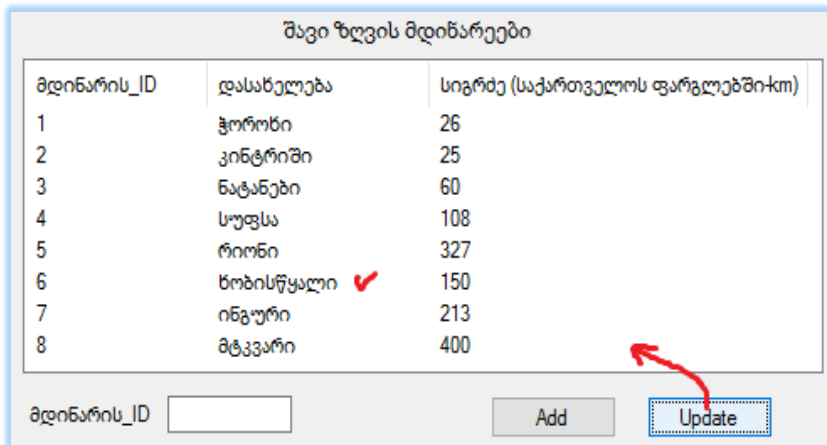 შავი ზღვის მდინარეები
მდინარის_ID დასახელება სიგრძე (საქართველოს ფარგლებში-km)
1 ჭოროხი 26
2 კინტრიში 25
3 ნატანები 60
4 სუფსა 108
5 რიონი 327
6 ხობისწყალი 150
7 ინგური 213
8 მტკვარი 400
მდინარის_ID Add Update